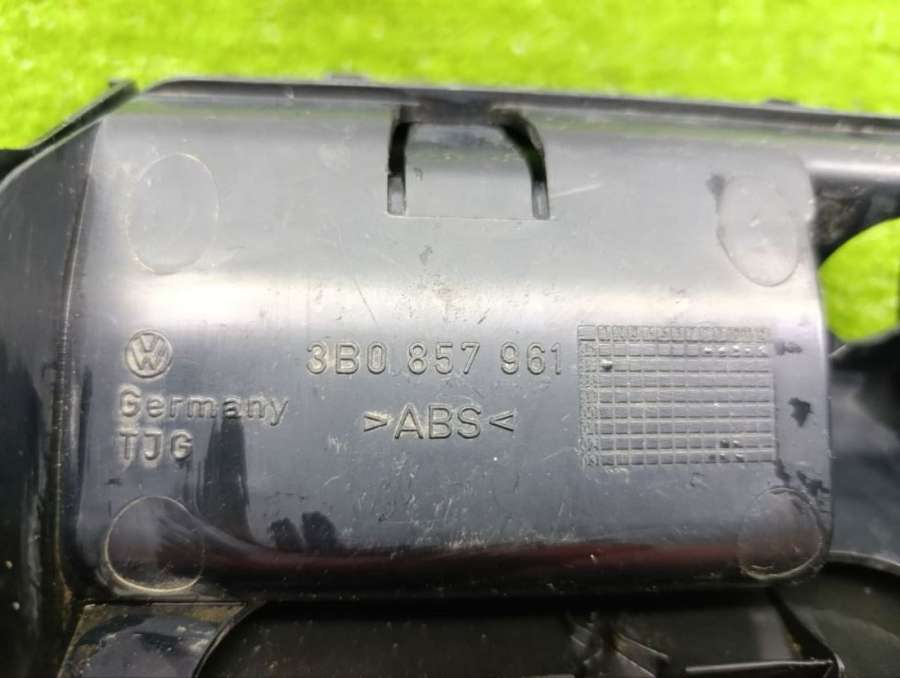 VW
3B0 857 961
Germany
>ABS<
TJG